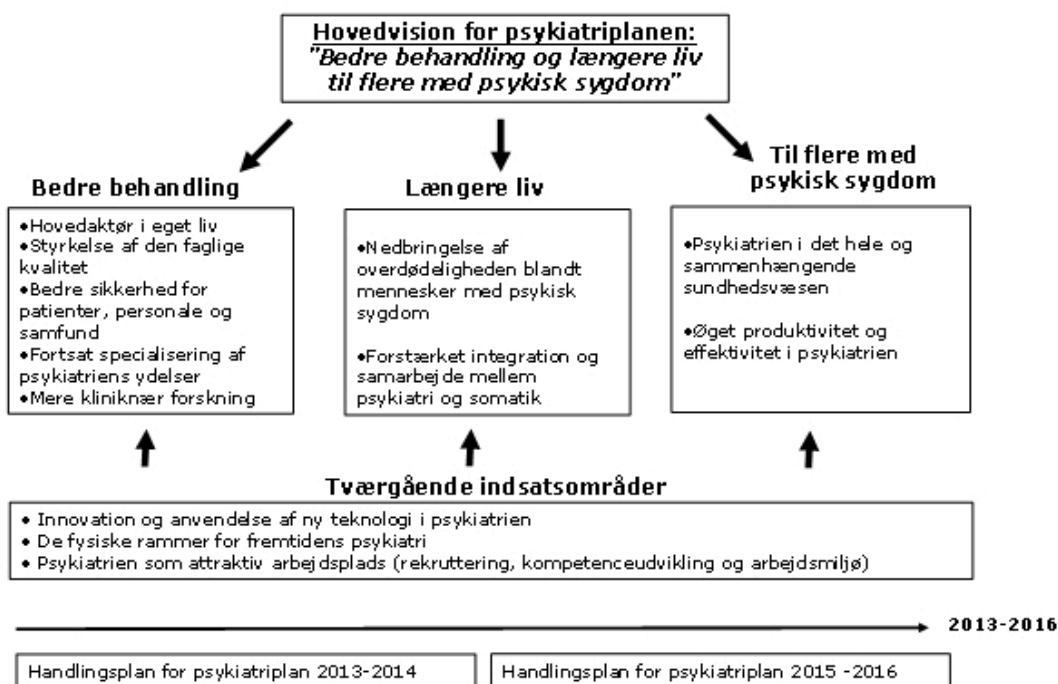 Hovedvision for psykiatriplanen:
"Bedre behandling og længere liv
til flere med psykisk sygdom"
Bedre behandling
•Hovedaktør i eget liv
•Styrkelse af den faglige
kvalitet
•Bedre sikkerhed for
patienter, personale og
samfund
•Fortsat specialisering af
psykiatriens ydelser
•Mere kliniknær forskning
Længere liv
•Nedbringelse af
overdødeligheden blandt
mennesker med psykisk
sygdom
•Forstærket integration og
samarbejde mellem
psykiatri og somatik
Til flere med
psykisk sygdom
•Psykiatrien i det hele og
sammenhængende
sundhedsvæsen
•Øget produktivitet og
effektivitet i psykiatrien
Tværgående indsatsområder
• Innovation og anvendelse af ny teknologi i psykiatrien
• De fysiske rammer for fremtidens psykiatri
• Psykiatrien som attraktiv arbejdsplads (rekruttering, kompetenceudvikling og arbejdsmiljø)
2013-2016
Handlingsplan for psykiatriplan 2013-2014
Handlingsplan for psykiatriplan 2015 -2016